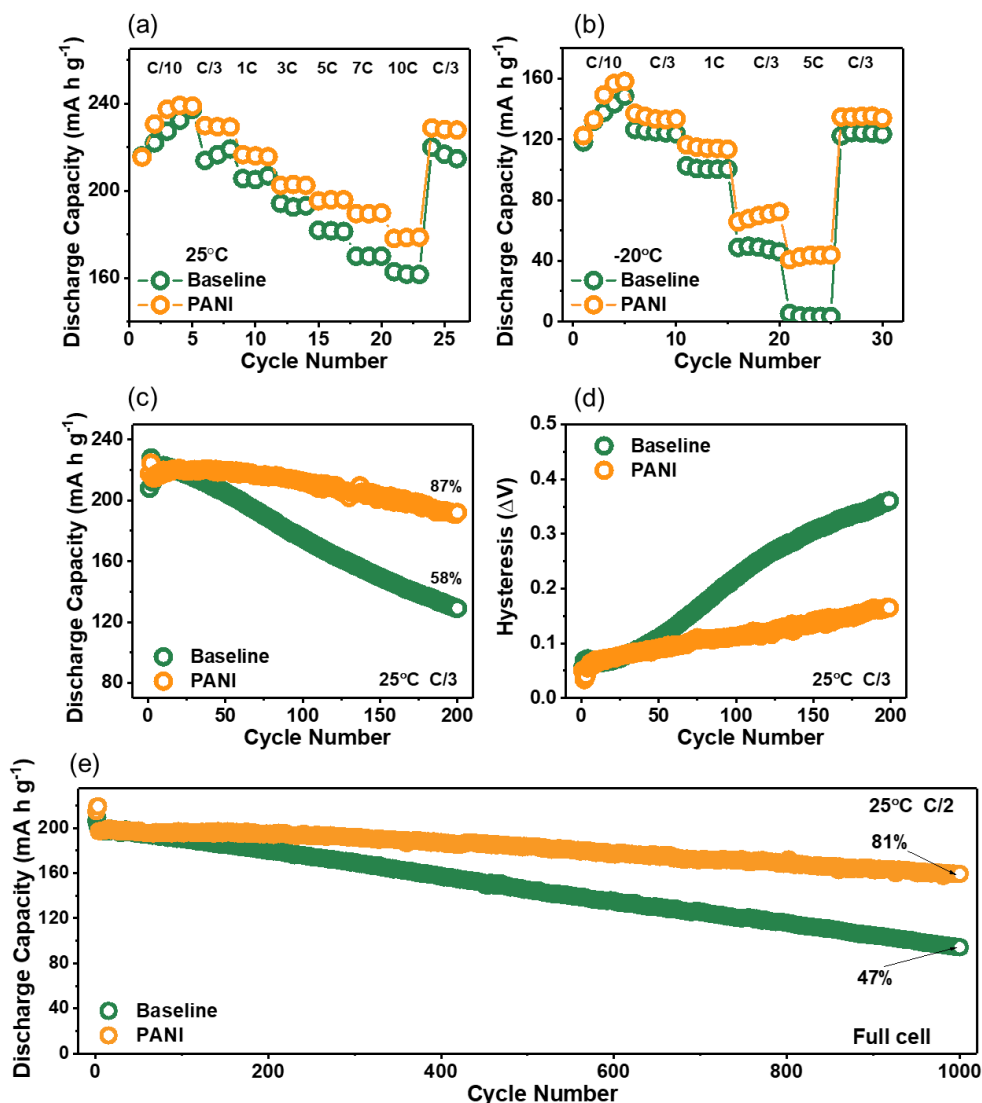 (a)
C/10 C/3 1C 3C 5C 7C 10C C/3
240
200
160
0 5 10 15 20 25
Discharge Capacity (mA h g⁻¹)
Cycle Number
25°C
Baseline
PANI
(b)
C/10 C/3 1C C/3 5C C/3
160
120
80
40
0
0 10 20 30
Discharge Capacity (mA h g⁻¹)
Cycle Number
-20°C
Baseline
PANI
(c)
240
200
160
120
80
0 50 100 150 200
Discharge Capacity (mA h g⁻¹)
Cycle Number
87%
58%
Baseline
PANI
25°C C/3
(d)
0.5
0.4
0.3
0.2
0.1
0.0
0 50 100 150 200
Hysteresis (ΔV)
Cycle Number
Baseline
PANI
25°C C/3
(e)
200
160
120
80
40
0
0 200 400 600 800 1000
Discharge Capacity (mA h g⁻¹)
Cycle Number
25°C C/2
81%
47%
Baseline
PANI
Full cell